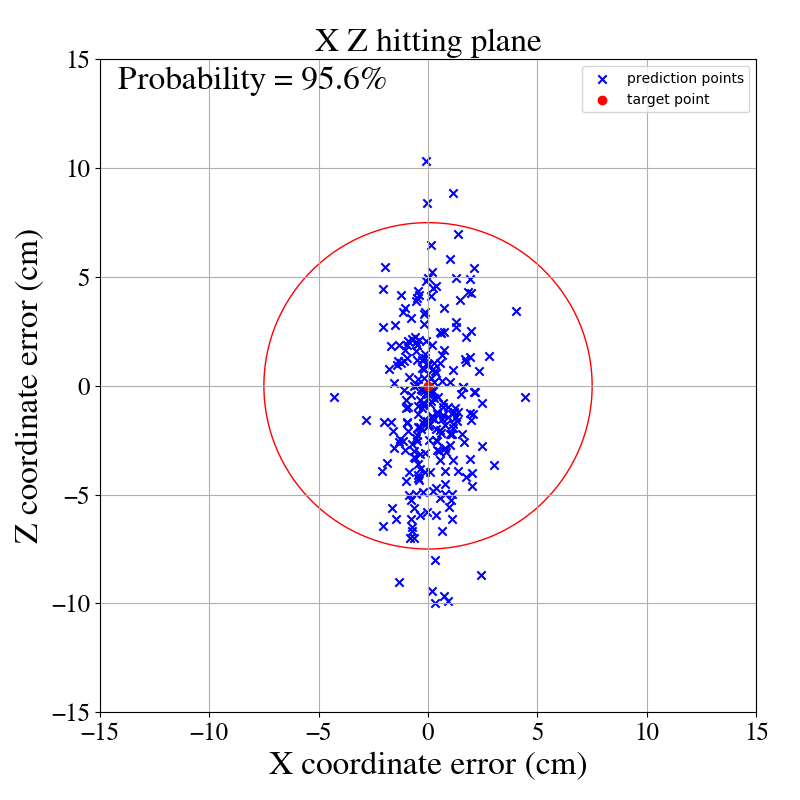 X Z hitting plane
Probability = 95.6%
prediction points
target point
15
10
5
0
−5
−10
−15
Z coordinate error (cm)
−15 −10 −5 0 5 10 15
X coordinate error (cm)